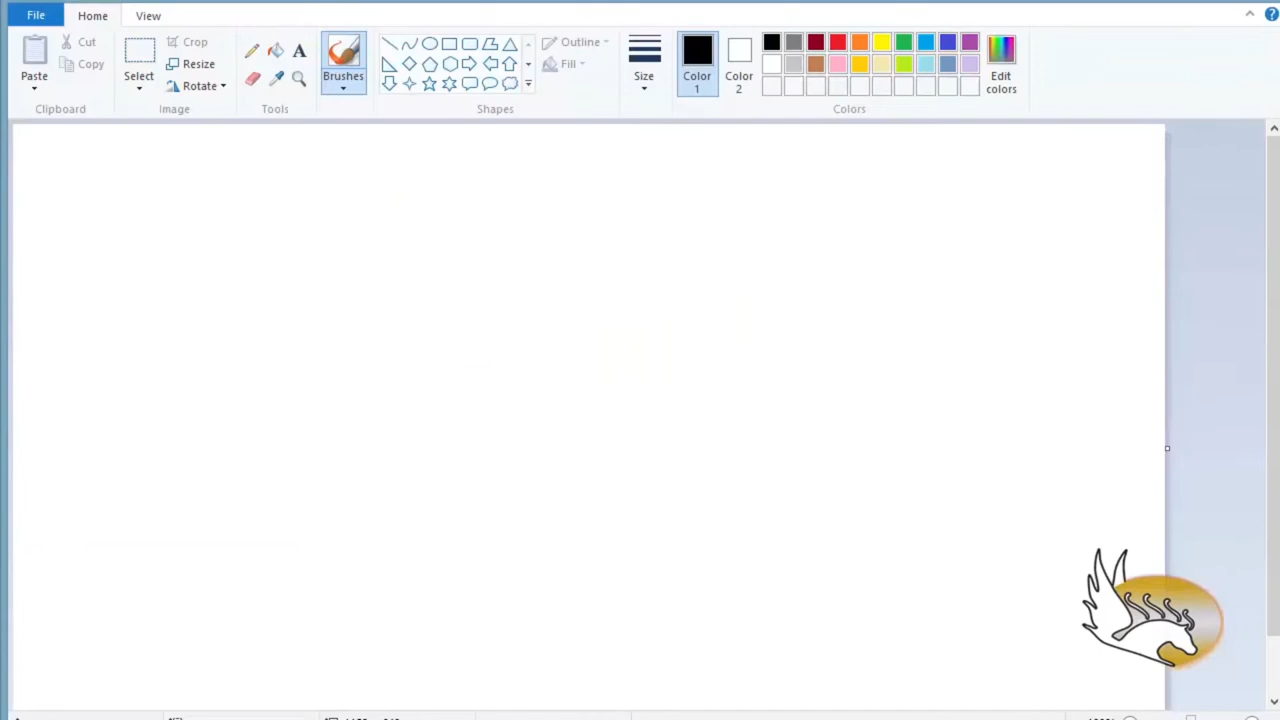 File Home View
Paste Cut Copy Clipboard
Select Crop Resize Rotate Image
A Tools
Brushes
Shapes Outline Fill
Size
Color 1 Color 2 Edit colors Colors